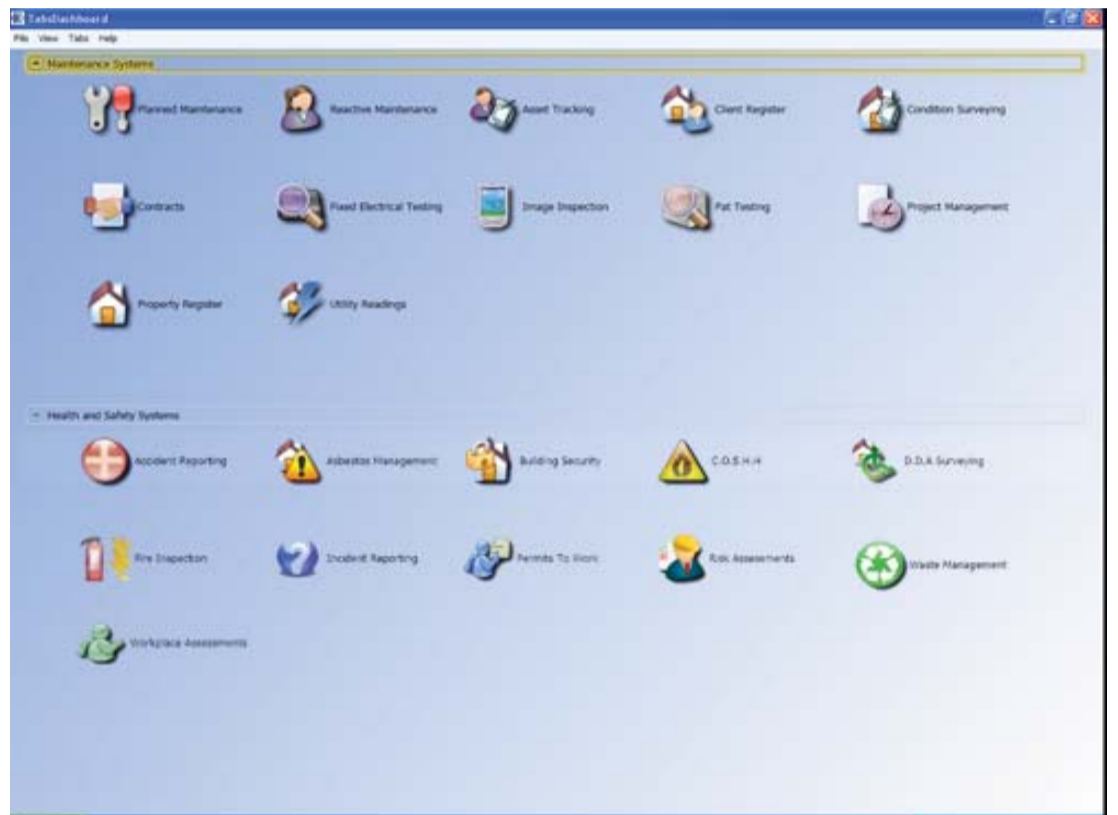 TabsDashboard
File View Tabs Help
Maintenance Systems
Planned Maintenance Reactive Maintenance Asset Tracking Client Register Condition Surveying
Contracts Fixed Electrical Testing Image Inspection Pat Testing Project Management
Property Register Utility Readings
Health and Safety Systems
Accident Reporting Asbestos Management Building Security C.O.S.H.H D.D.A Surveying
Fire Inspection Incident Reporting Permits To Work Risk Assessments Waste Management
Workplace Assessments